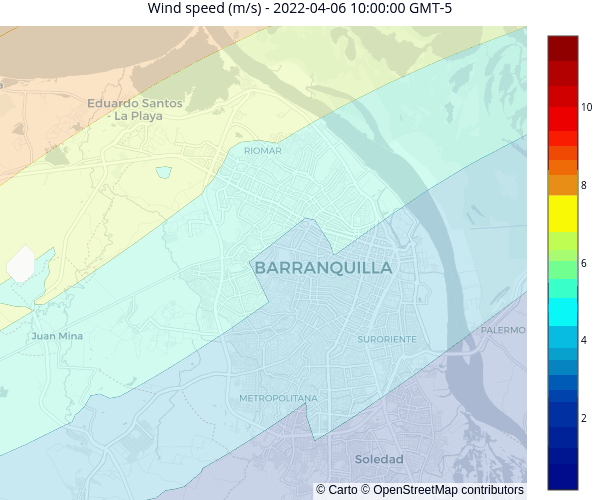 Wind speed (m/s) - 2022-04-06 10:00:00 GMT-5
Eduardo Santos
- La Playa
10
RIOMAR
8
6
BARRANQUILLA
Juan Mina
SURORIENTE
PALERMO
4
METROPOLITANA
2
Soledad
© Carto © OpenStreetMap contributors